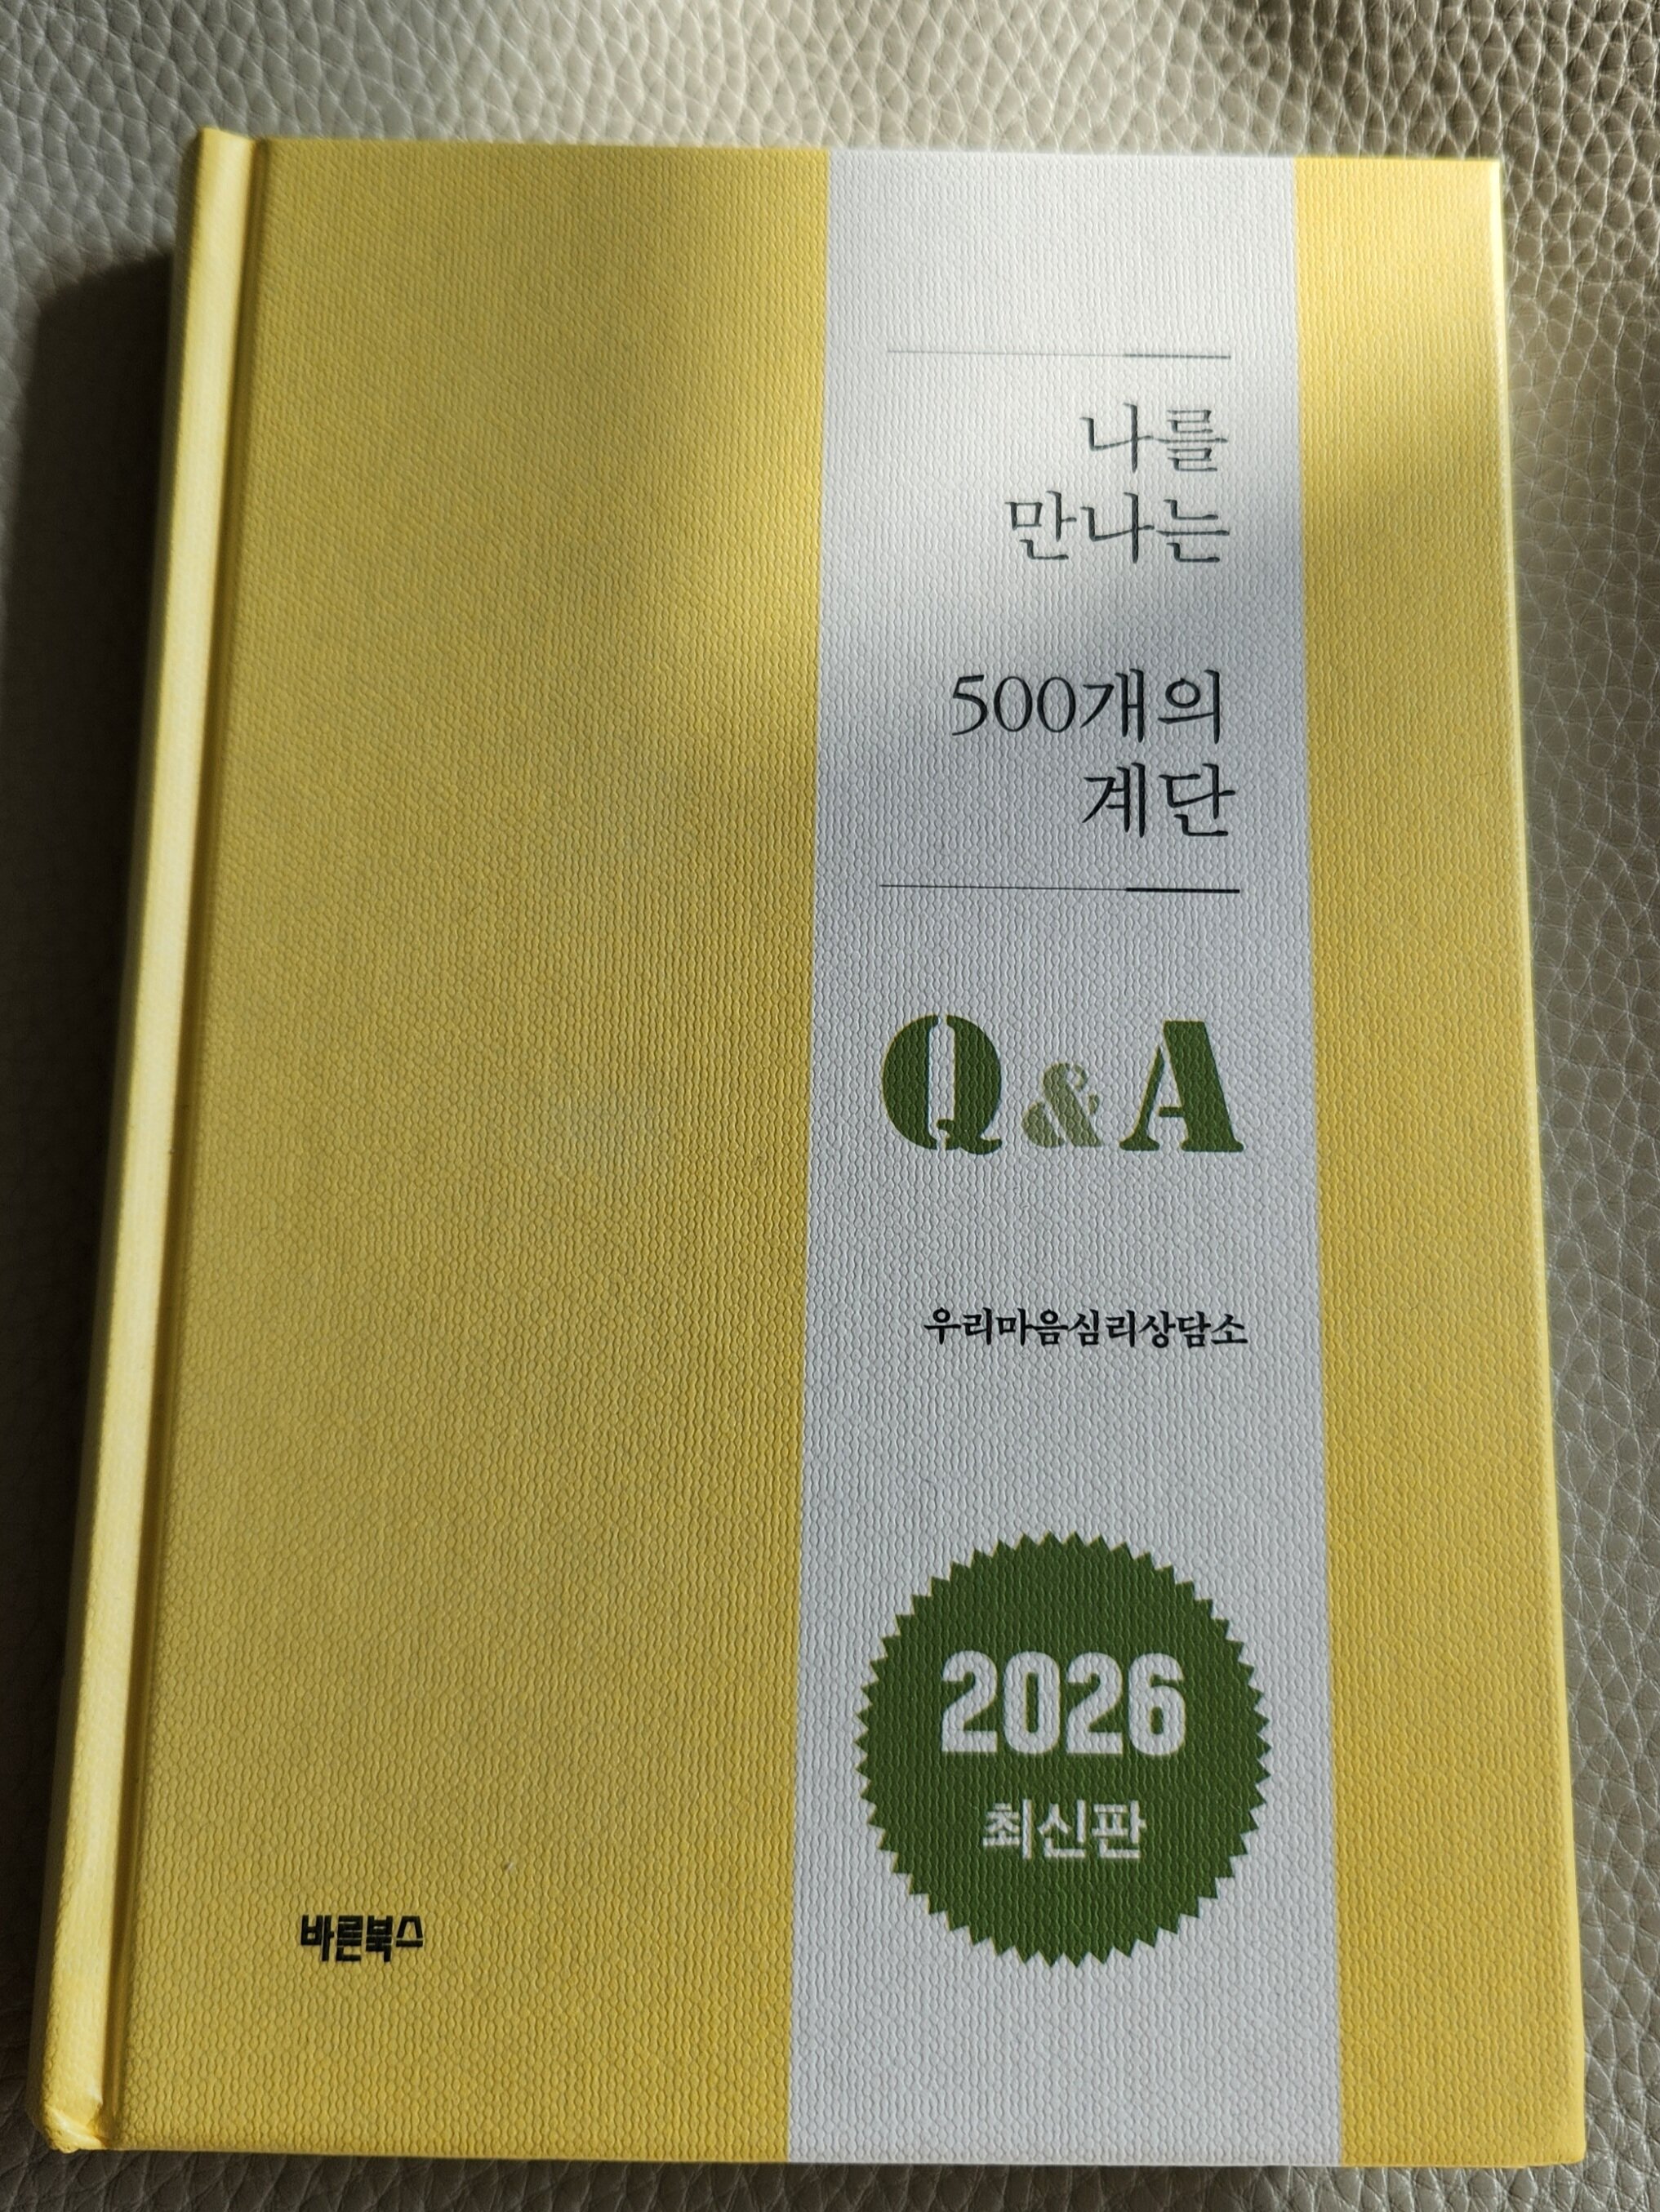 나를
만나는
500개의
계단
Q&A
우리마음심리상담소
2026
최신판
바른북스